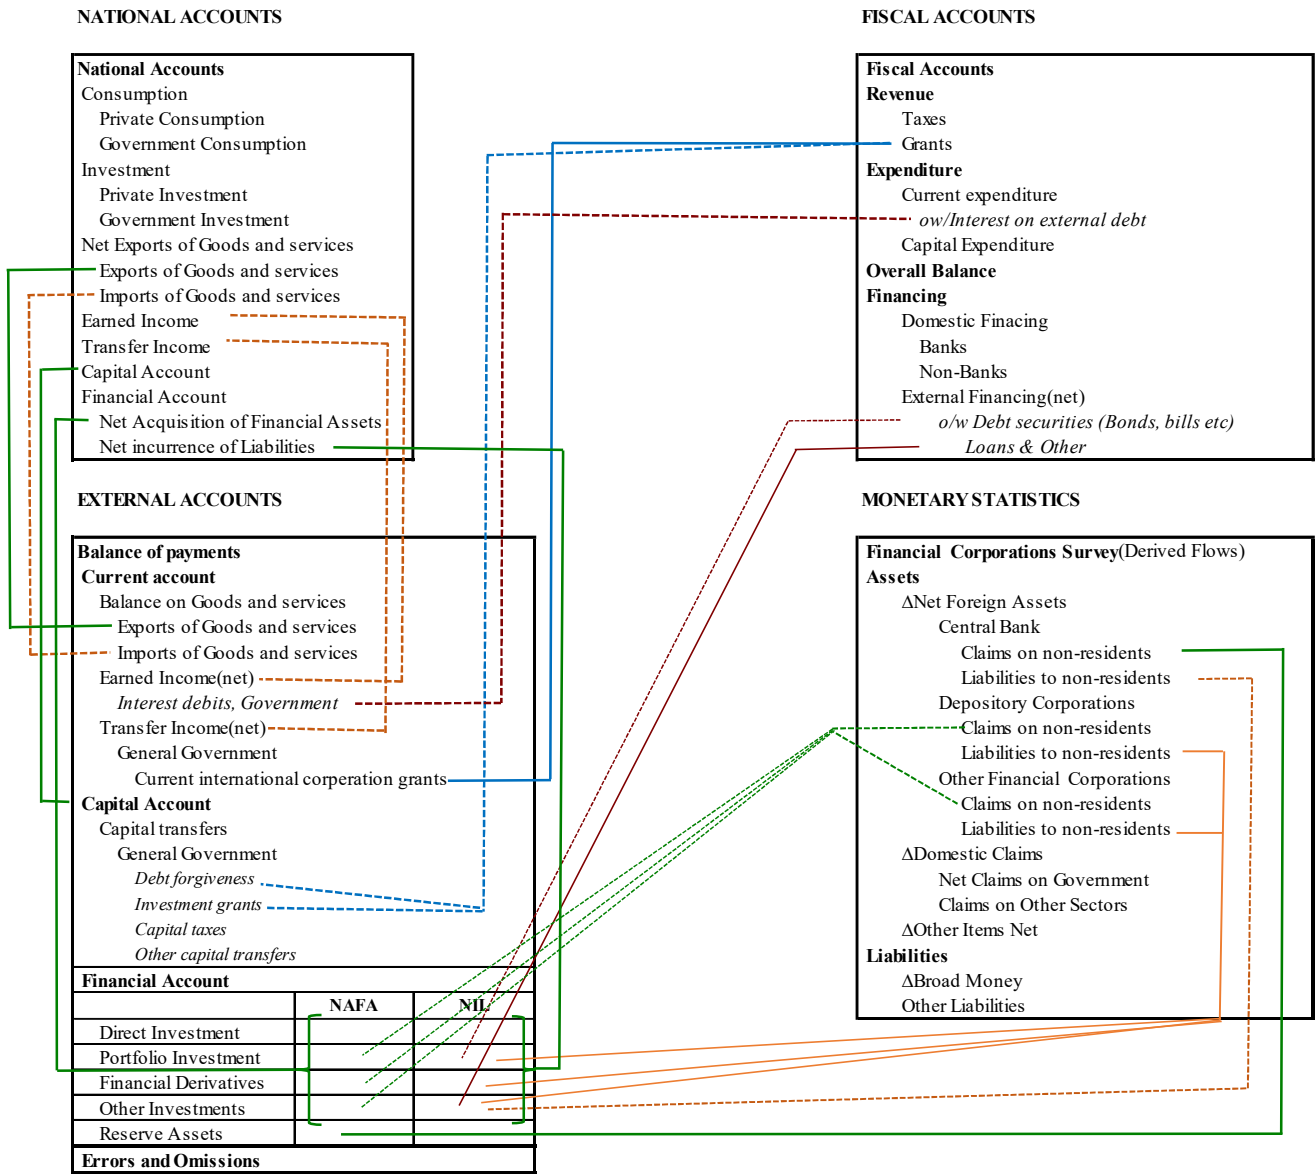 NATIONAL ACCOUNTS
National Accounts
Consumption
Private Consumption
Government Consumption
Investment
Private Investment
Government Investment
Net Exports of Goods and services
Exports of Goods and services
Imports of Goods and services
Earned Income
Transfer Income
Capital Account
Financial Account
Net Acquisition of Financial Assets
Net incurrence of Liabilities
FISCAL ACCOUNTS
Fiscal Accounts
Revenue
Taxes
Grants
Expenditure
Current expenditure
ow/Interest on external debt
Capital Expenditure
Overall Balance
Financing
Domestic Finacing
Banks
Non-Banks
External Financing(net)
o/w Debt securities (Bonds, bills etc)
Loans & Other
EXTERNAL ACCOUNTS
Balance of payments
Current account
Balance on Goods and services
Exports of Goods and services
Imports of Goods and services
Earned Income(net)
Interest debits, Government
Transfer Income(net)
General Government
Current international corperation grants
Capital Account
Capital transfers
General Government
Debt forgiveness
Investment grants
Capital taxes
Other capital transfers
Financial Account
NAFA NIL
Direct Investment
Portfolio Investment
Financial Derivatives
Other Investments
Reserve Assets
Errors and Omissions
MONETARY STATISTICS
Financial Corporations Survey(Derived Flows)
Assets
ΔNet Foreign Assets
Central Bank
Claims on non-residents
Liabilities to non-residents
Depository Corporations
Claims on non-residents
Liabilities to non-residents
Other Financial Corporations
Claims on non-residents
Liabilities to non-residents
ΔDomestic Claims
Net Claims on Government
Claims on Other Sectors
ΔOther Items Net
Liabilities
ΔBroad Money
Other Liabilities